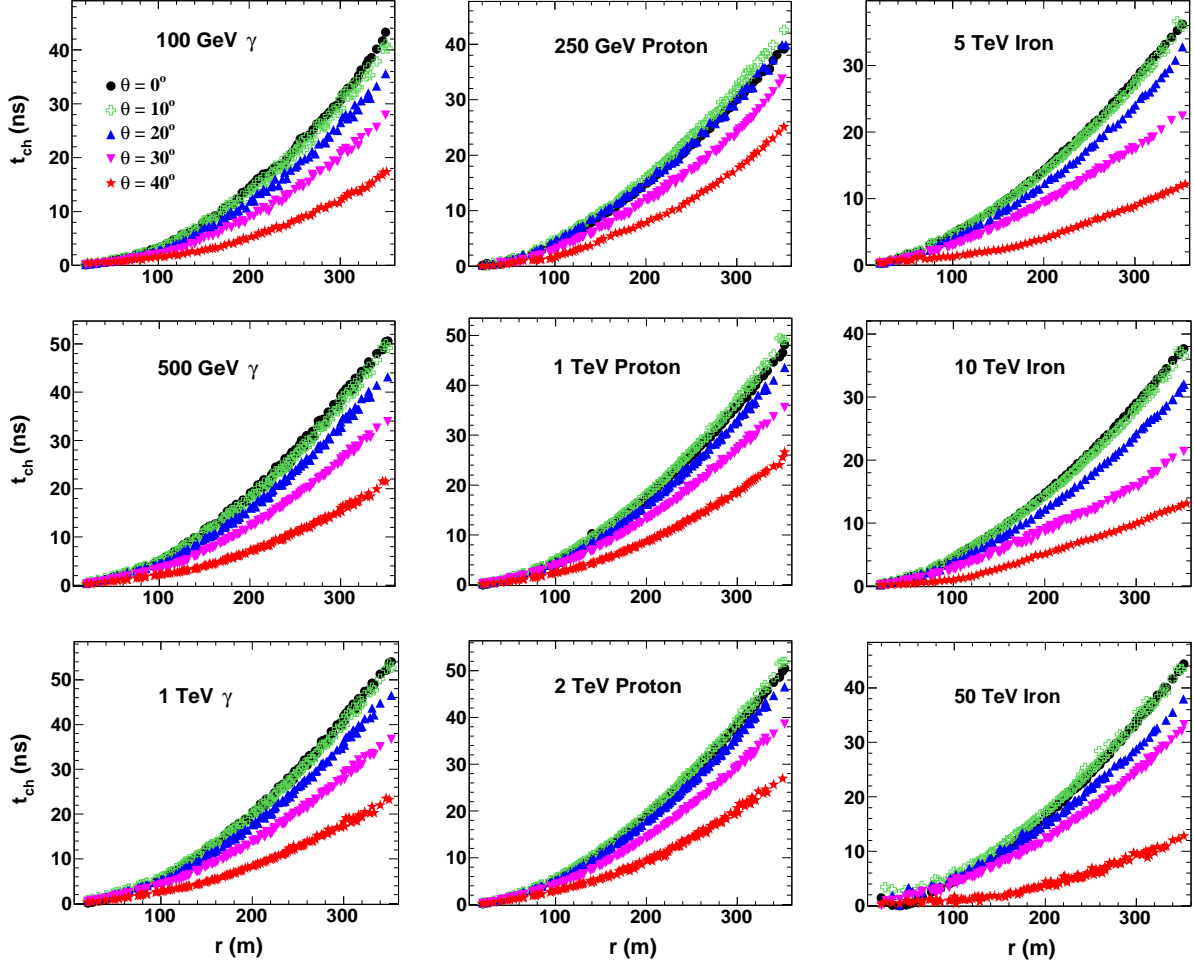 100 GeV γ
250 GeV Proton
5 TeV Iron
t_ch (ns)
40
30
20
10
0
θ = 0°
θ = 10°
θ = 20°
θ = 30°
θ = 40°
100 200 300
40
30
20
10
0
100 200 300
30
20
10
0
100 200 300
500 GeV γ
1 TeV Proton
10 TeV Iron
t_ch (ns)
50
40
30
20
10
0
100 200 300
50
40
30
20
10
0
100 200 300
40
30
20
10
0
100 200 300
1 TeV γ
2 TeV Proton
50 TeV Iron
t_ch (ns)
50
40
30
20
10
0
100 200 300
r (m)
50
40
30
20
10
0
100 200 300
r (m)
40
30
20
10
0
100 200 300
r (m)